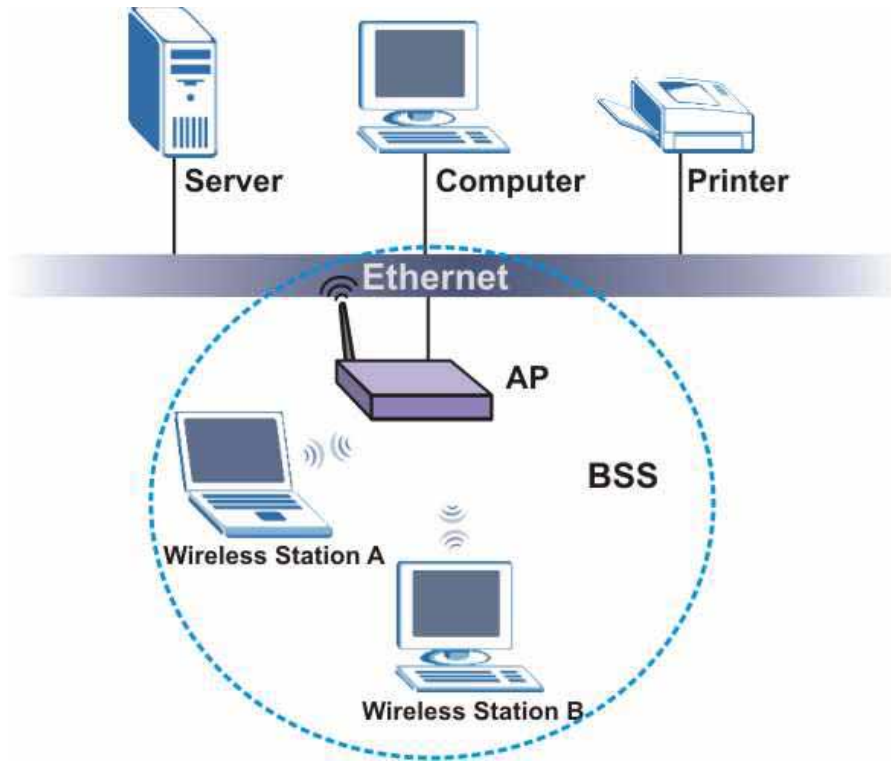 Server
Computer
Printer
Ethernet
AP
BSS
Wireless Station A
Wireless Station B